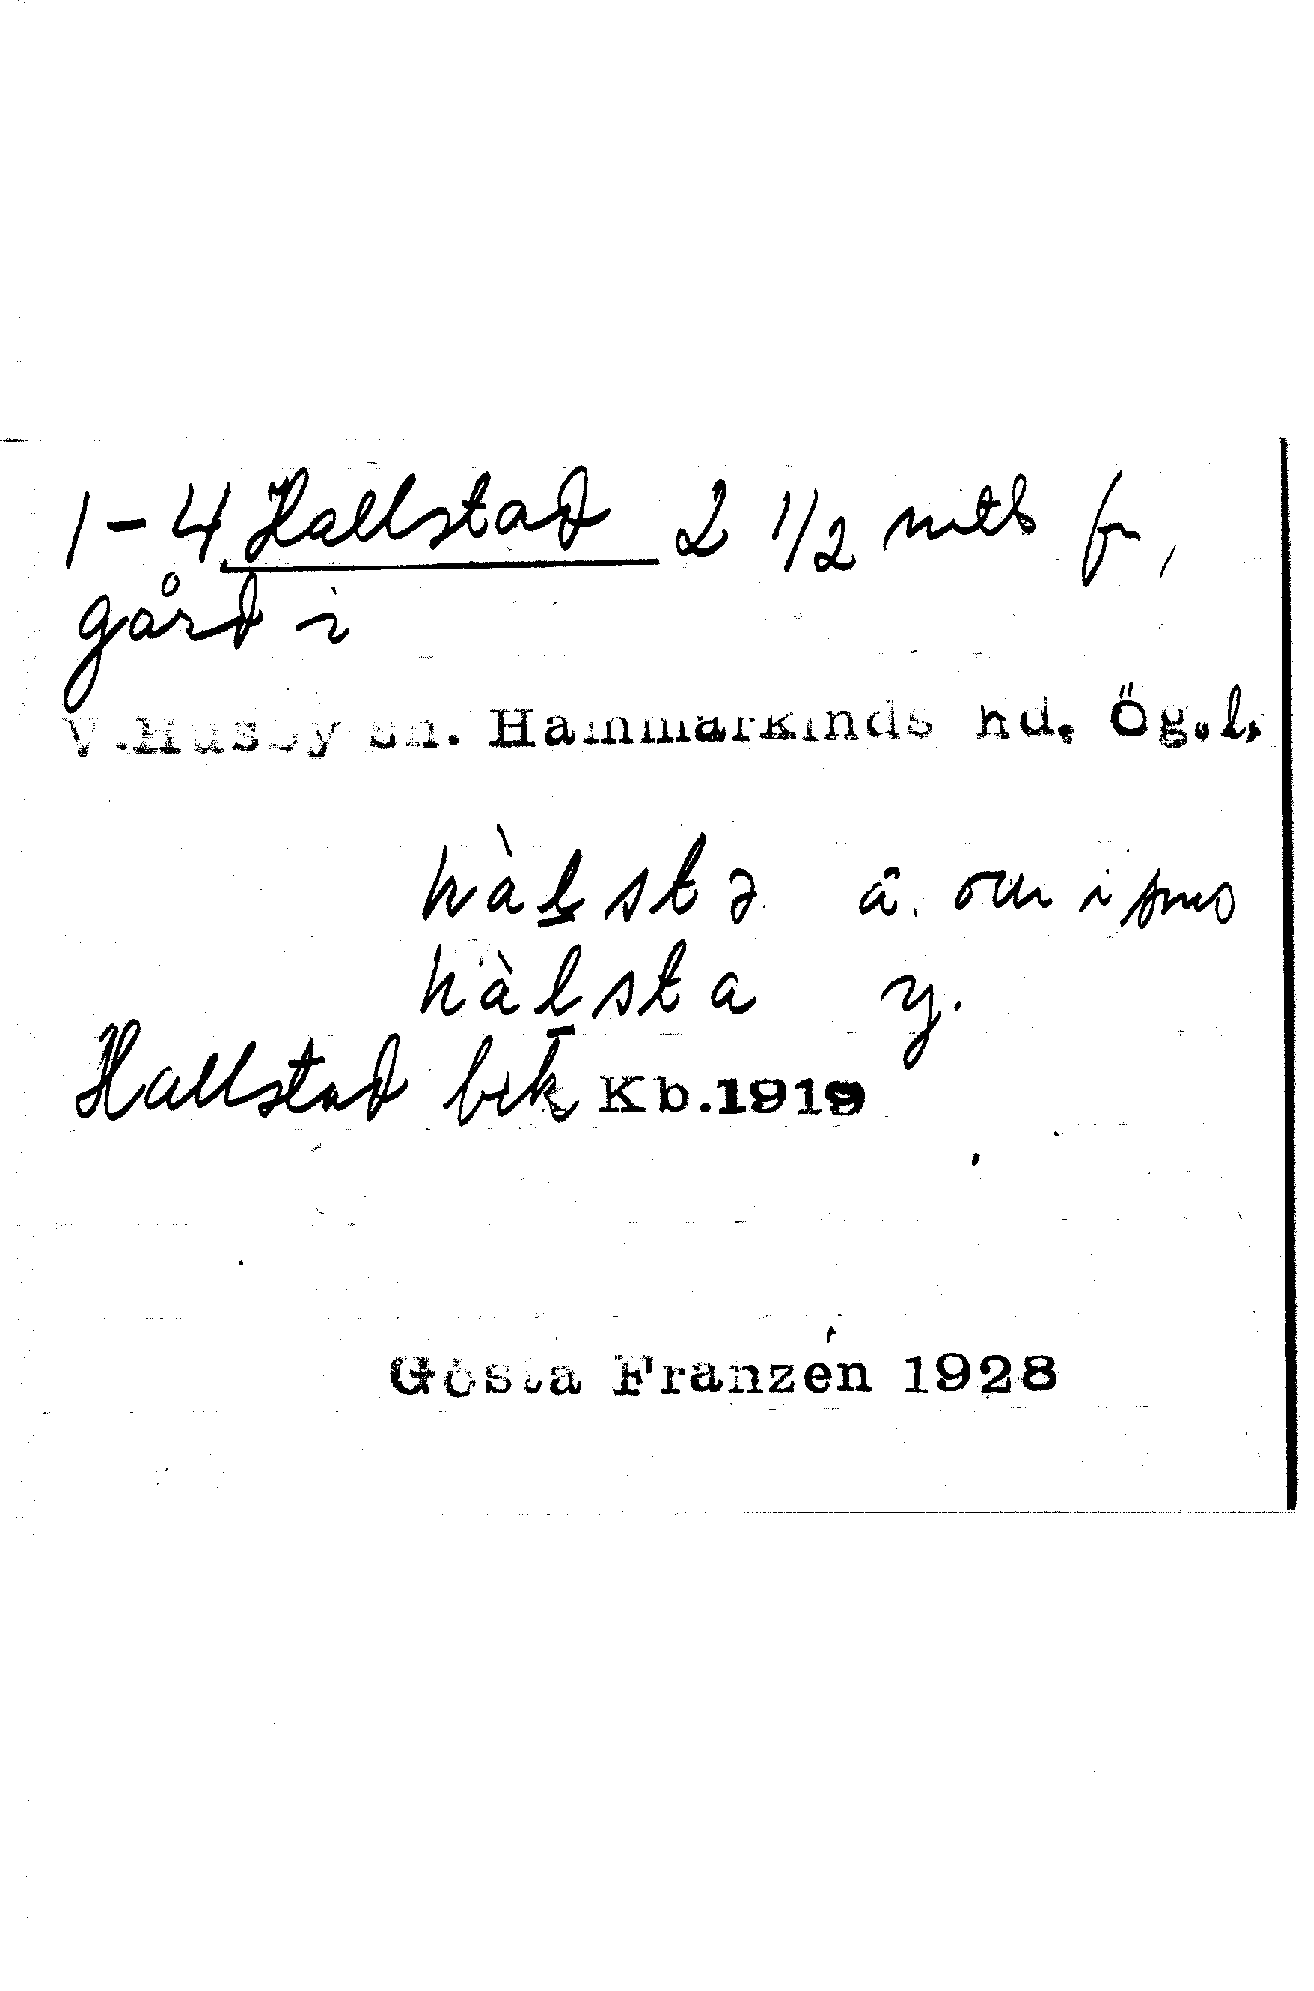 1-4 Hallstad 2 1/2 mtl fr,
gård i
V.Husby sn. Hammarkinds hd. Ög.l.
hàlstə ä. om i
hàlsta y.
Hallstad bik Kb.1919
Gösta Franzén 1928